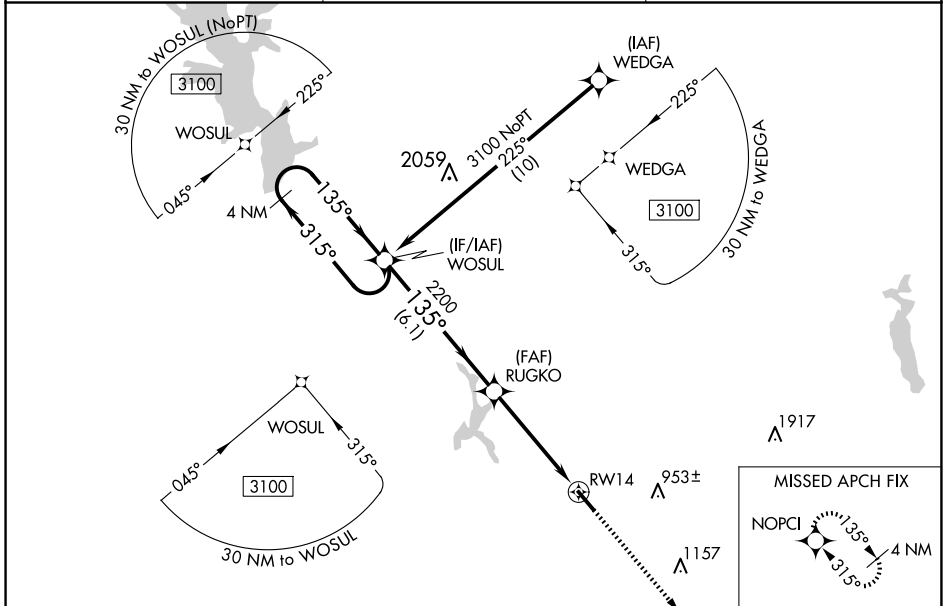 30 NM to WOSUL (NoPT)
3100
225°
WOSUL
045°
(IAF)
WEDGA
3100 NoPT
225°
(10)
2059
225°
WEDGA
3100
30 NM to WEDGA
315°
4 NM
135°
315°
(IF/IAF)
WOSUL
2200
135°
(6.1)
(FAF)
RUGKO
WOSUL
045°
315°
3100
30 NM to WOSUL
RW14
953±
1917
1157
MISSED APCH FIX
NOPCI
135°
4 NM
315°